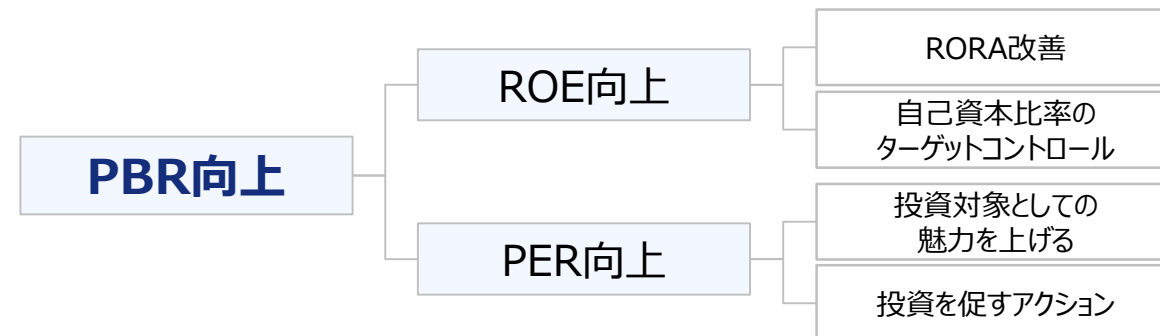 PBR向上
ROE向上
RORA改善
自己資本比率の
ターゲットコントロール
PER向上
投資対象としての
魅力を上げる
投資を促すアクション